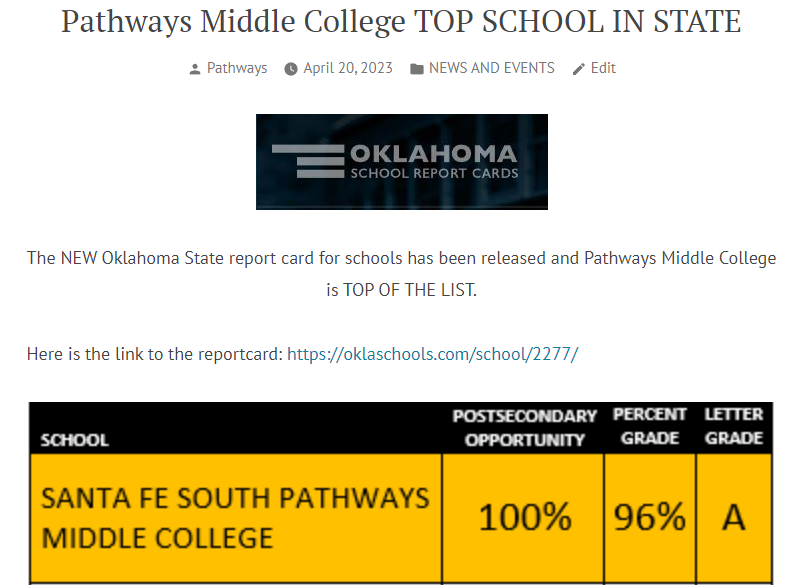 Pathways Middle College TOP SCHOOL IN STATE
Pathways April 20, 2023 NEWS AND EVENTS Edit
OKLAHOMA
SCHOOL REPORT CARDS
The NEW Oklahoma State report card for schools has been released and Pathways Middle College
is TOP OF THE LIST.
Here is the link to the reportcard: https://oklaschools.com/school/2277/
SCHOOL POSTSECONDARY OPPORTUNITY PERCENT GRADE LETTER GRADE
SANTA FE SOUTH PATHWAYS
MIDDLE COLLEGE 100% 96% A